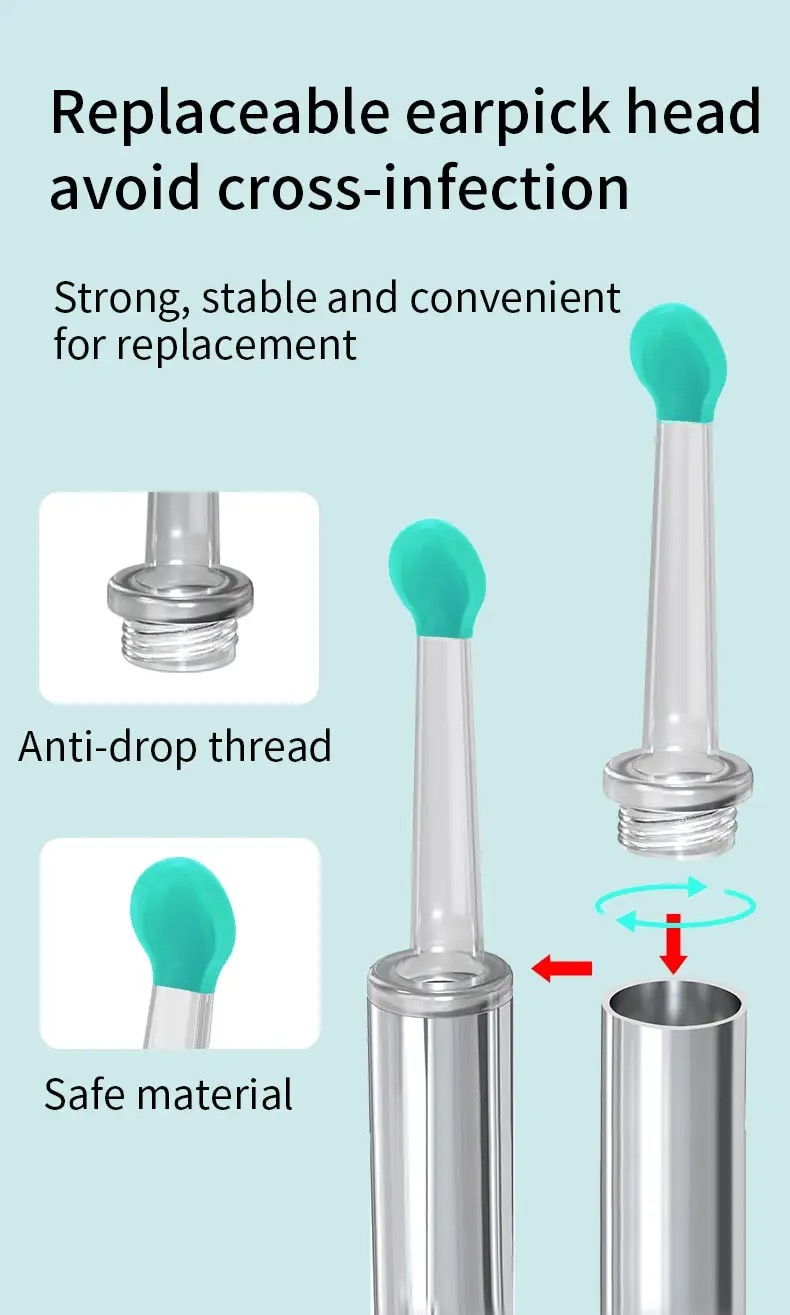 Replaceable earpick head
avoid cross-infection
Strong, stable and convenient
for replacement
Anti-drop thread
Safe material